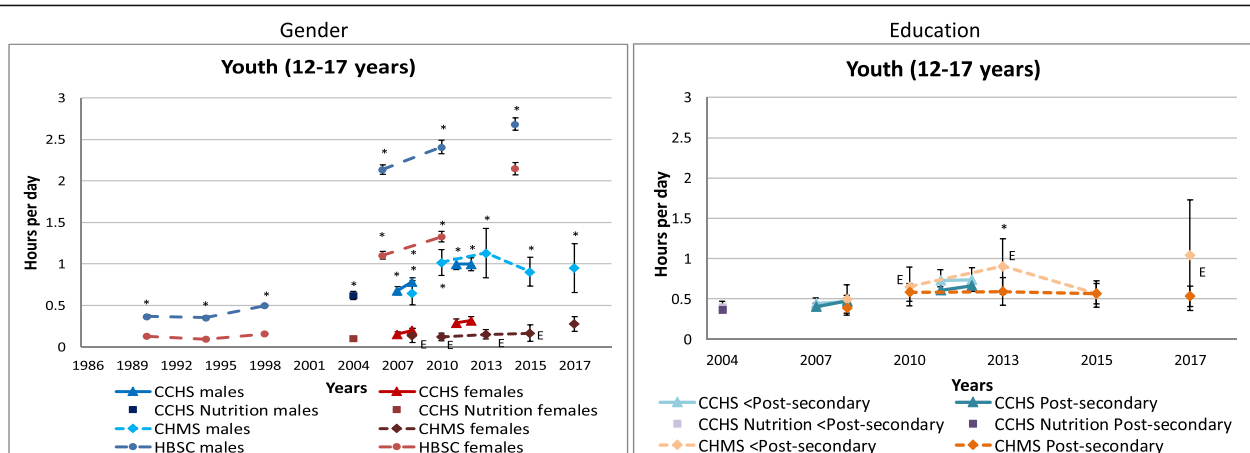 Gender
Youth (12-17 years)
Hours per day
3
2.5
2
1.5
1
0.5
0
* * * * * * * * * * * * * * * * * *
E E E E
1986 1989 1992 1995 1998 2001 2004 2007 2010 2013 2015 2017
Years
CCHS males CCHS females
CCHS Nutrition males CCHS Nutrition females
CHMS males CHMS females
HBSC males HBSC females
Education
Youth (12-17 years)
Hours per day
3
2.5
2
1.5
1
0.5
0
*
E E E
2004 2007 2010 2013 2015 2017
Years
CCHS <Post-secondary CCHS Post-secondary
CCHS Nutrition <Post-secondary CCHS Nutrition Post-secondary
CHMS <Post-secondary CHMS Post-secondary